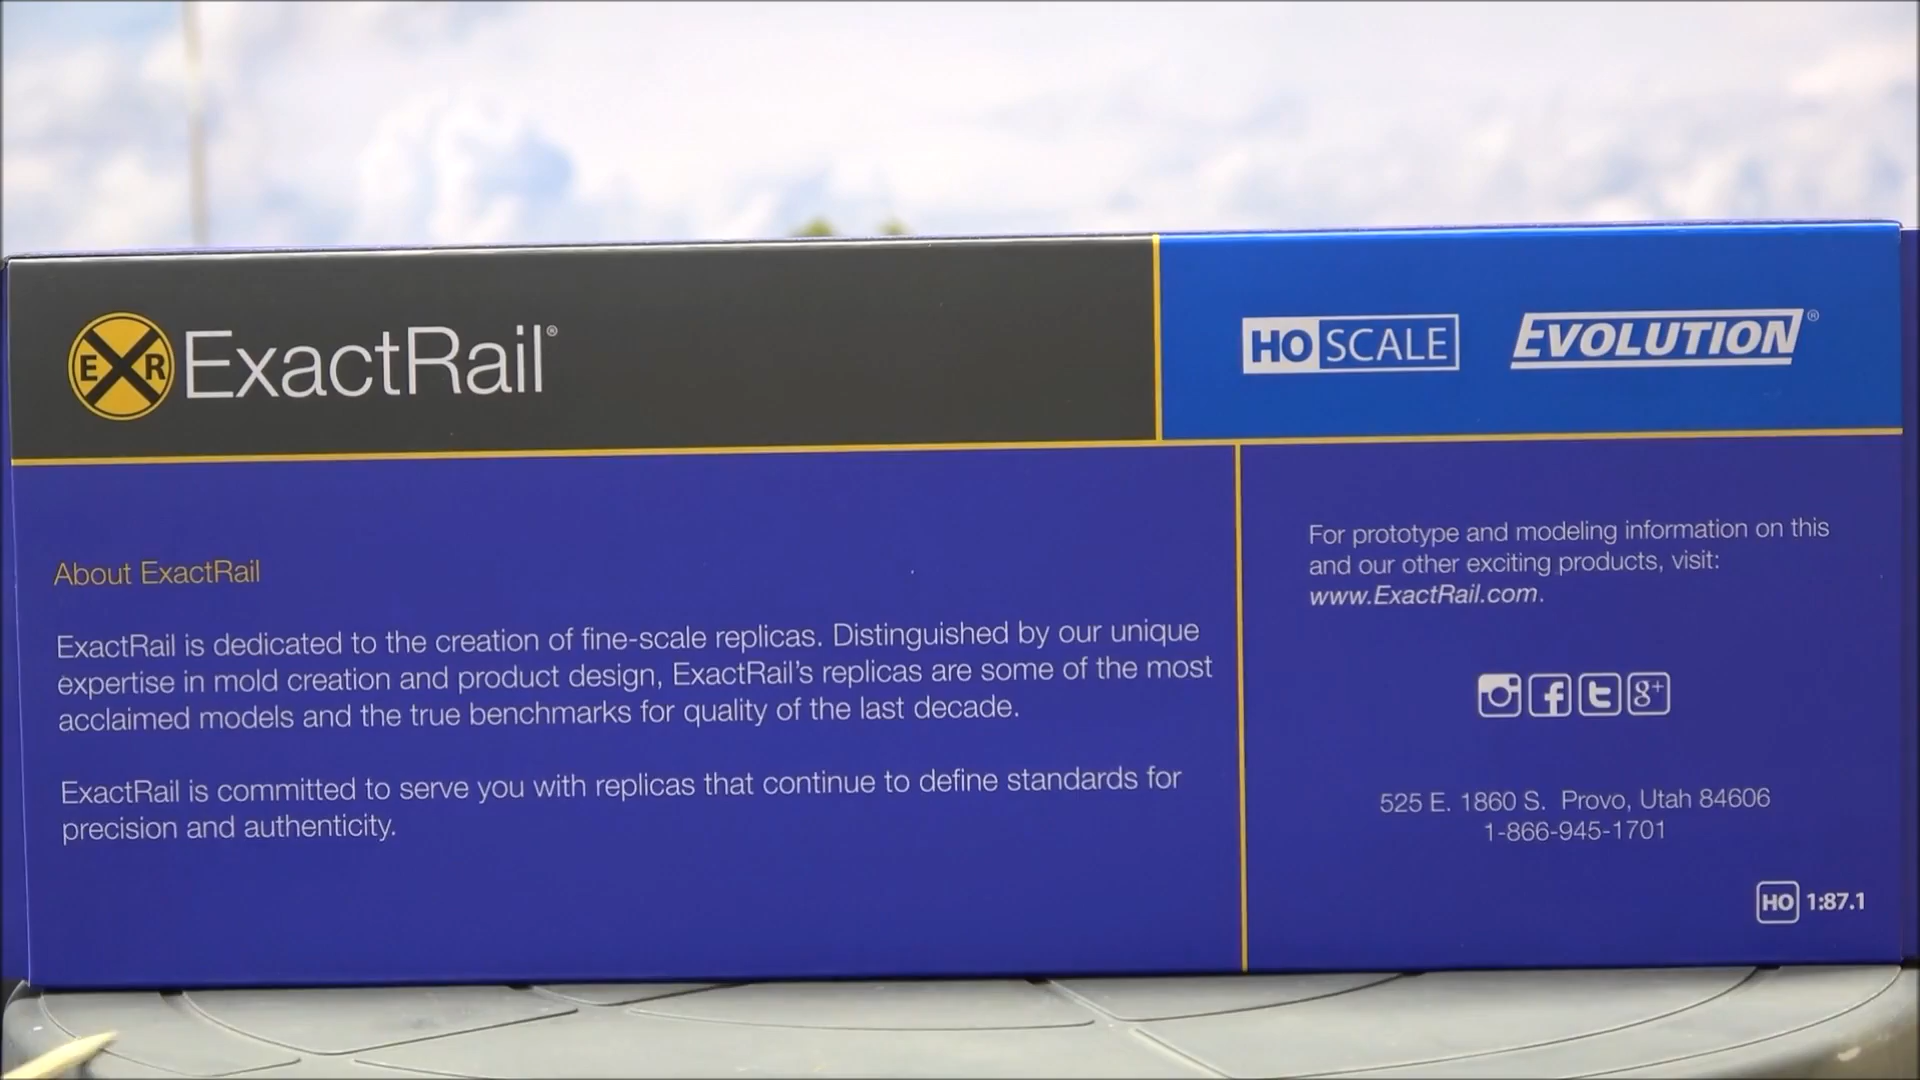 EXR ExactRail®
HO SCALE EVOLUTION®
About ExactRail
ExactRail is dedicated to the creation of fine-scale replicas. Distinguished by our unique
expertise in mold creation and product design, ExactRail's replicas are some of the most
acclaimed models and the true benchmarks for quality of the last decade.
ExactRail is committed to serve you with replicas that continue to define standards for
precision and authenticity.
For prototype and modeling information on this
and our other exciting products, visit:
www.ExactRail.com.
f t g+
525 E. 1860 S. Provo, Utah 84606
1-866-945-1701
HO 1:87.1